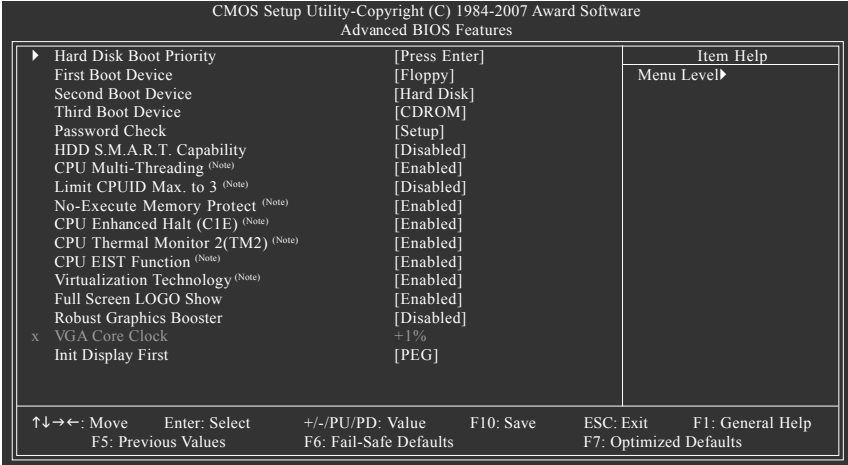 CMOS Setup Utility-Copyright (C) 1984-2007 Award Software
Advanced BIOS Features
Hard Disk Boot Priority [Press Enter] Item Help
First Boot Device [Floppy] Menu Level
Second Boot Device [Hard Disk]
Third Boot Device [CDROM]
Password Check [Setup]
HDD S.M.A.R.T. Capability [Disabled]
CPU Multi-Threading (Note) [Enabled]
Limit CPUID Max. to 3 (Note) [Disabled]
No-Execute Memory Protect (Note) [Enabled]
CPU Enhanced Halt (C1E) (Note) [Enabled]
CPU Thermal Monitor 2(TM2) (Note) [Enabled]
CPU EIST Function (Note) [Enabled]
Virtualization Technology (Note) [Enabled]
Full Screen LOGO Show [Enabled]
Robust Graphics Booster [Disabled]
x VGA Core Clock +1%
Init Display First [PEG]
↑↓→←: Move Enter: Select +/-/PU/PD: Value F10: Save ESC: Exit F1: General Help
F5: Previous Values F6: Fail-Safe Defaults F7: Optimized Defaults